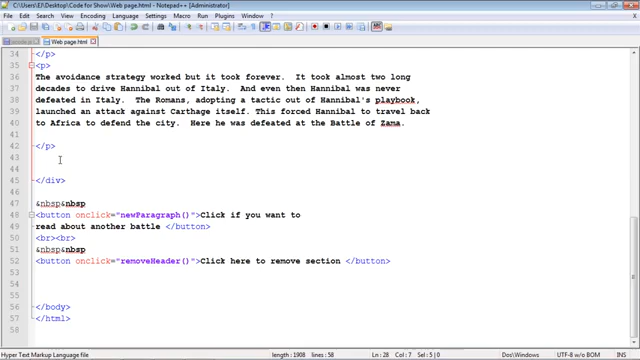 C:\Users\EJ\Desktop\Code for Show\Web page.html - Notepad++ [Administrator]
File Edit Search View Encoding Language Settings Macro Run Plugins Window ? X
Web page.html
34 </p>
35 <p>
36 The avoidance strategy worked but it took forever.  It took almost two long
37 decades to drive Hannibal out of Italy.  And even then Hannibal was never
38 defeated in Italy.  The Romans, adopting a tactic out of Hannibal's playbook,
39 launched an attack against Carthage itself. This forced Hannibal to travel back
40 to Africa to defend the city.  Here he was defeated at the Battle of Zama.
41
42 </p>
43
44
45 </div>
46
47 &nbsp&nbsp
48 <button onclick="newParagraph()">Click if you want to
49 read about another battle </button>
50 <br><br>
51 &nbsp&nbsp
52 <button onclick="removeHeader()">Click here to remove section </button>
53
54
55
56 </body>
57 </html>
58
Hyper Text Markup Language file length : 1908 lines : 58 Ln : 28 Col : 7 Sel : 5 | 0 Dos\Windows UTF-8 w/o BOM INS